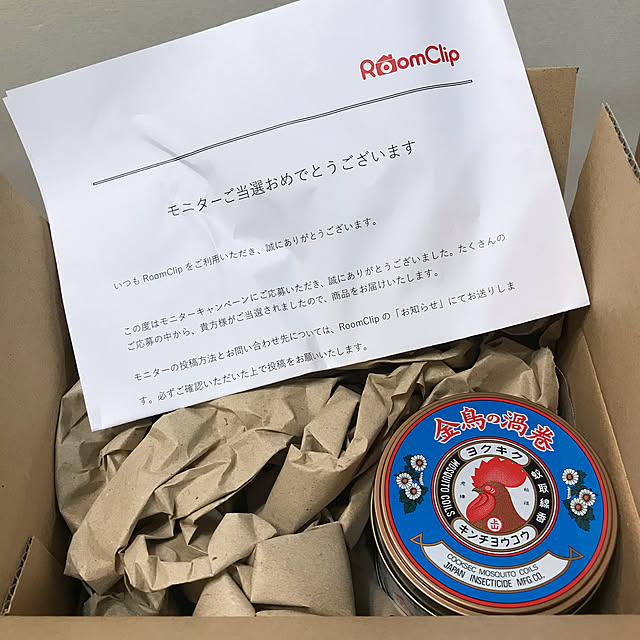 RoomClip
モニターご当選おめでとうございます
いつも RoomClip をご利用いただき、誠にありがとうございます。
この度はモニターキャンペーンにご応募いただき、誠にありがとうございました。たくさんの
ご応募の中から、貴方様がご当選されましたので、商品をお届けいたします。
モニターの投稿方法とお問い合わせ先については、RoomClip の「お知らせ」にてお送りしま
す。必ずご確認いただいた上で投稿をお願いいたします。
金鳥の渦巻
ヨクキク
MOSQUITO COILS
蚊取線香
キンチヨウコウ
COCKSEC MOSQUITO COILS
JAPAN INSECTICIDE MFG.CO.